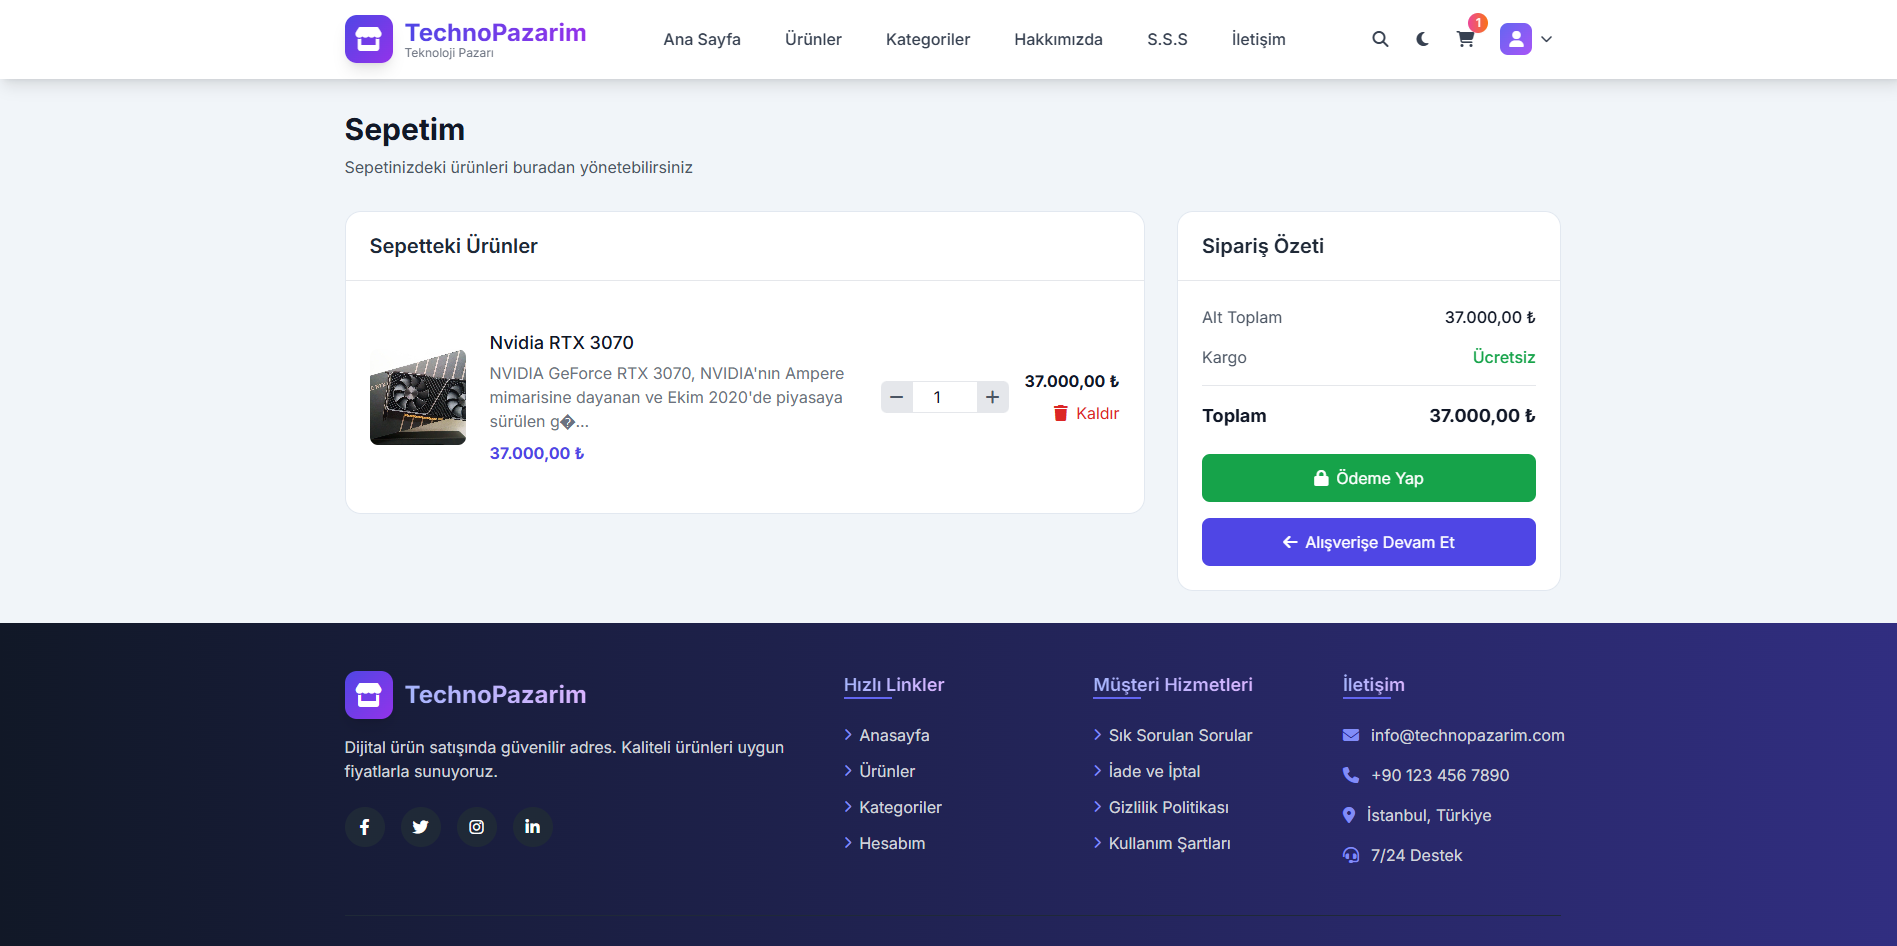 TechnoPazarim
Teknoloji Pazarı
Ana Sayfa
Ürünler
Kategoriler
Hakkımızda
S.S.S
İletişim
1
Sepetim
Sepetinizdeki ürünleri buradan yönetebilirsiniz
Sepetteki Ürünler
Nvidia RTX 3070
NVIDIA GeForce RTX 3070, NVIDIA'nın Ampere
mimarisine dayanan ve Ekim 2020'de piyasaya
sürülen g�...
37.000,00 ₺
1
37.000,00 ₺
Kaldır
Sipariş Özeti
Alt Toplam 37.000,00 ₺
Kargo Ücretsiz
Toplam 37.000,00 ₺
Ödeme Yap
Alışverişe Devam Et
TechnoPazarim
Dijital ürün satışında güvenilir adres. Kaliteli ürünleri uygun
fiyatlarla sunuyoruz.
Hızlı Linkler
Anasayfa
Ürünler
Kategoriler
Hesabım
Müşteri Hizmetleri
Sık Sorulan Sorular
İade ve İptal
Gizlilik Politikası
Kullanım Şartları
İletişim
info@technopazarim.com
+90 123 456 7890
İstanbul, Türkiye
7/24 Destek